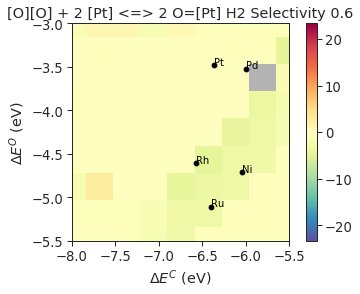 [O][O] + 2 [Pt] <=> 2 O=[Pt] H2 Selectivity 0.6
−3.0
−3.5
−4.0
−4.5
−5.0
−5.5
ΔE^O (eV)
Pt
Pd
Rh
Ni
Ru
−8.0 −7.5 −7.0 −6.5 −6.0 −5.5
ΔE^C (eV)
20
10
0
−10
−20